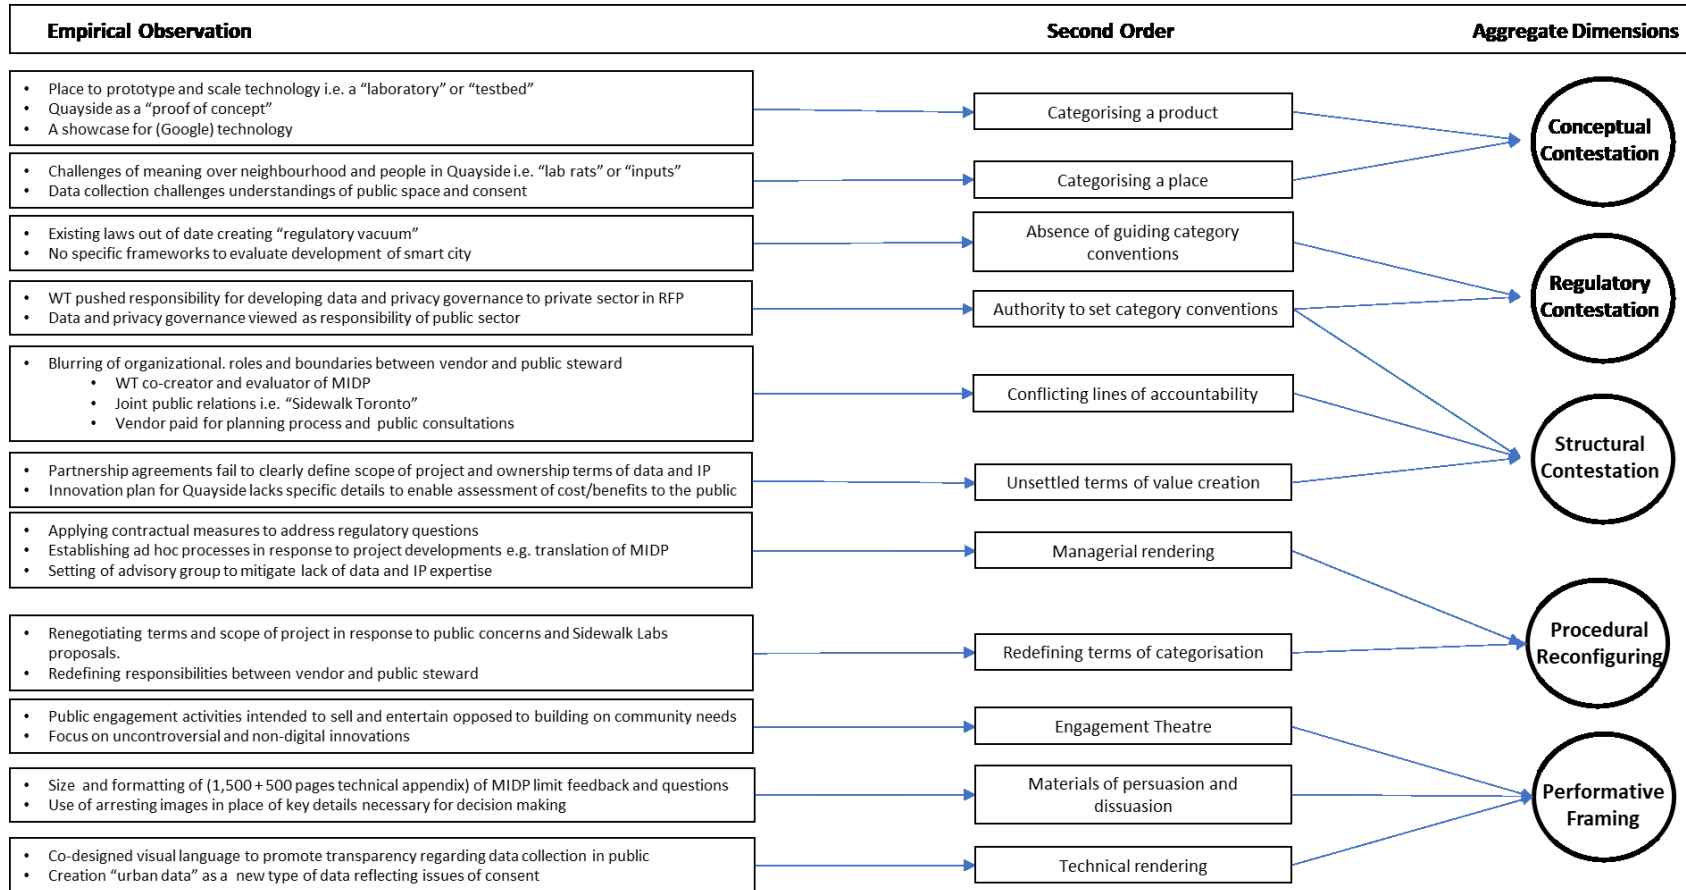 Empirical Observation
Second Order
Aggregate Dimensions
• Place to prototype and scale technology i.e. a “laboratory” or “testbed”
• Quayside as a “proof of concept”
• A showcase for (Google) technology
Categorising a product
Conceptual
Contestation
• Challenges of meaning over neighbourhood and people in Quayside i.e. “lab rats” or “inputs”
• Data collection challenges understandings of public space and consent
Categorising a place
• Existing laws out of date creating “regulatory vacuum”
• No specific frameworks to evaluate development of smart city
Absence of guiding category
conventions
Regulatory
Contestation
• WT pushed responsibility for developing data and privacy governance to private sector in RFP
• Data and privacy governance viewed as responsibility of public sector
Authority to set category conventions
• Blurring of organizational. roles and boundaries between vendor and public steward
• WT co-creator and evaluator of MIDP
• Joint public relations i.e. “Sidewalk Toronto”
• Vendor paid for planning process and public consultations
Conflicting lines of accountability
Structural
Contestation
• Partnership agreements fail to clearly define scope of project and ownership terms of data and IP
• Innovation plan for Quayside lacks specific details to enable assessment of cost/benefits to the public
Unsettled terms of value creation
• Applying contractual measures to address regulatory questions
• Establishing ad hoc processes in response to project developments e.g. translation of MIDP
• Setting of advisory group to mitigate lack of data and IP expertise
Managerial rendering
Procedural
Reconfiguring
• Renegotiating terms and scope of project in response to public concerns and Sidewalk Labs
proposals.
• Redefining responsibilities between vendor and public steward
Redefining terms of categorisation
• Public engagement activities intended to sell and entertain opposed to building on community needs
• Focus on uncontroversial and non-digital innovations
Engagement Theatre
• Size and formatting of (1,500 + 500 pages technical appendix) of MIDP limit feedback and questions
• Use of arresting images in place of key details necessary for decision making
Materials of persuasion and
dissuasion
Performative
Framing
• Co-designed visual language to promote transparency regarding data collection in public
• Creation “urban data” as a new type of data reflecting issues of consent
Technical rendering